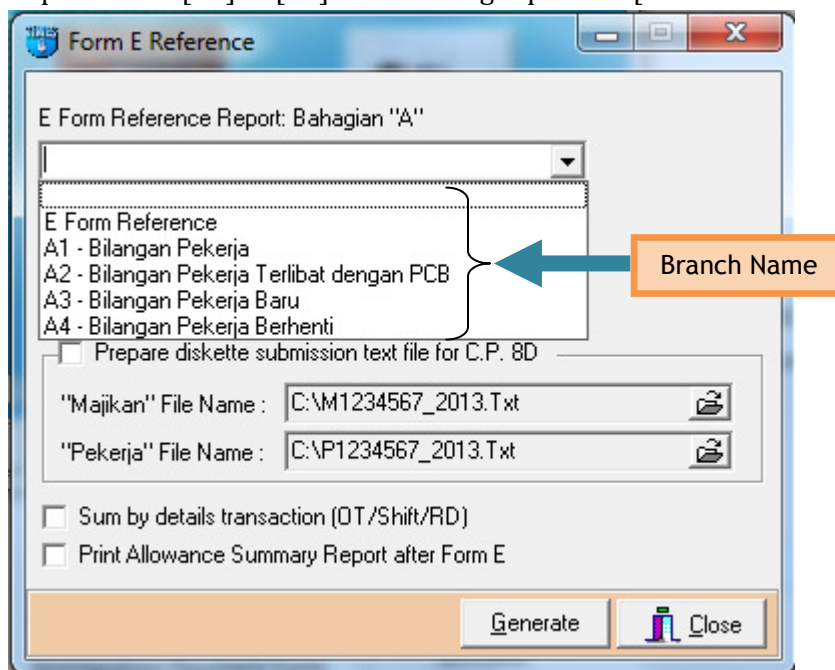 Form E Reference
E Form Reference Report: Bahagian "A"
E Form Reference
A1 - Bilangan Pekerja
A2 - Bilangan Pekerja Terlibat dengan PCB
A3 - Bilangan Pekerja Baru
A4 - Bilangan Pekerja Berhenti
Branch Name
Prepare diskette submission text file for C.P. 8D
"Majikan" File Name : C:\M1234567_2013.Txt
"Pekerja" File Name : C:\P1234567_2013.Txt
Sum by details transaction (OT/Shift/RD)
Print Allowance Summary Report after Form E
Generate Close